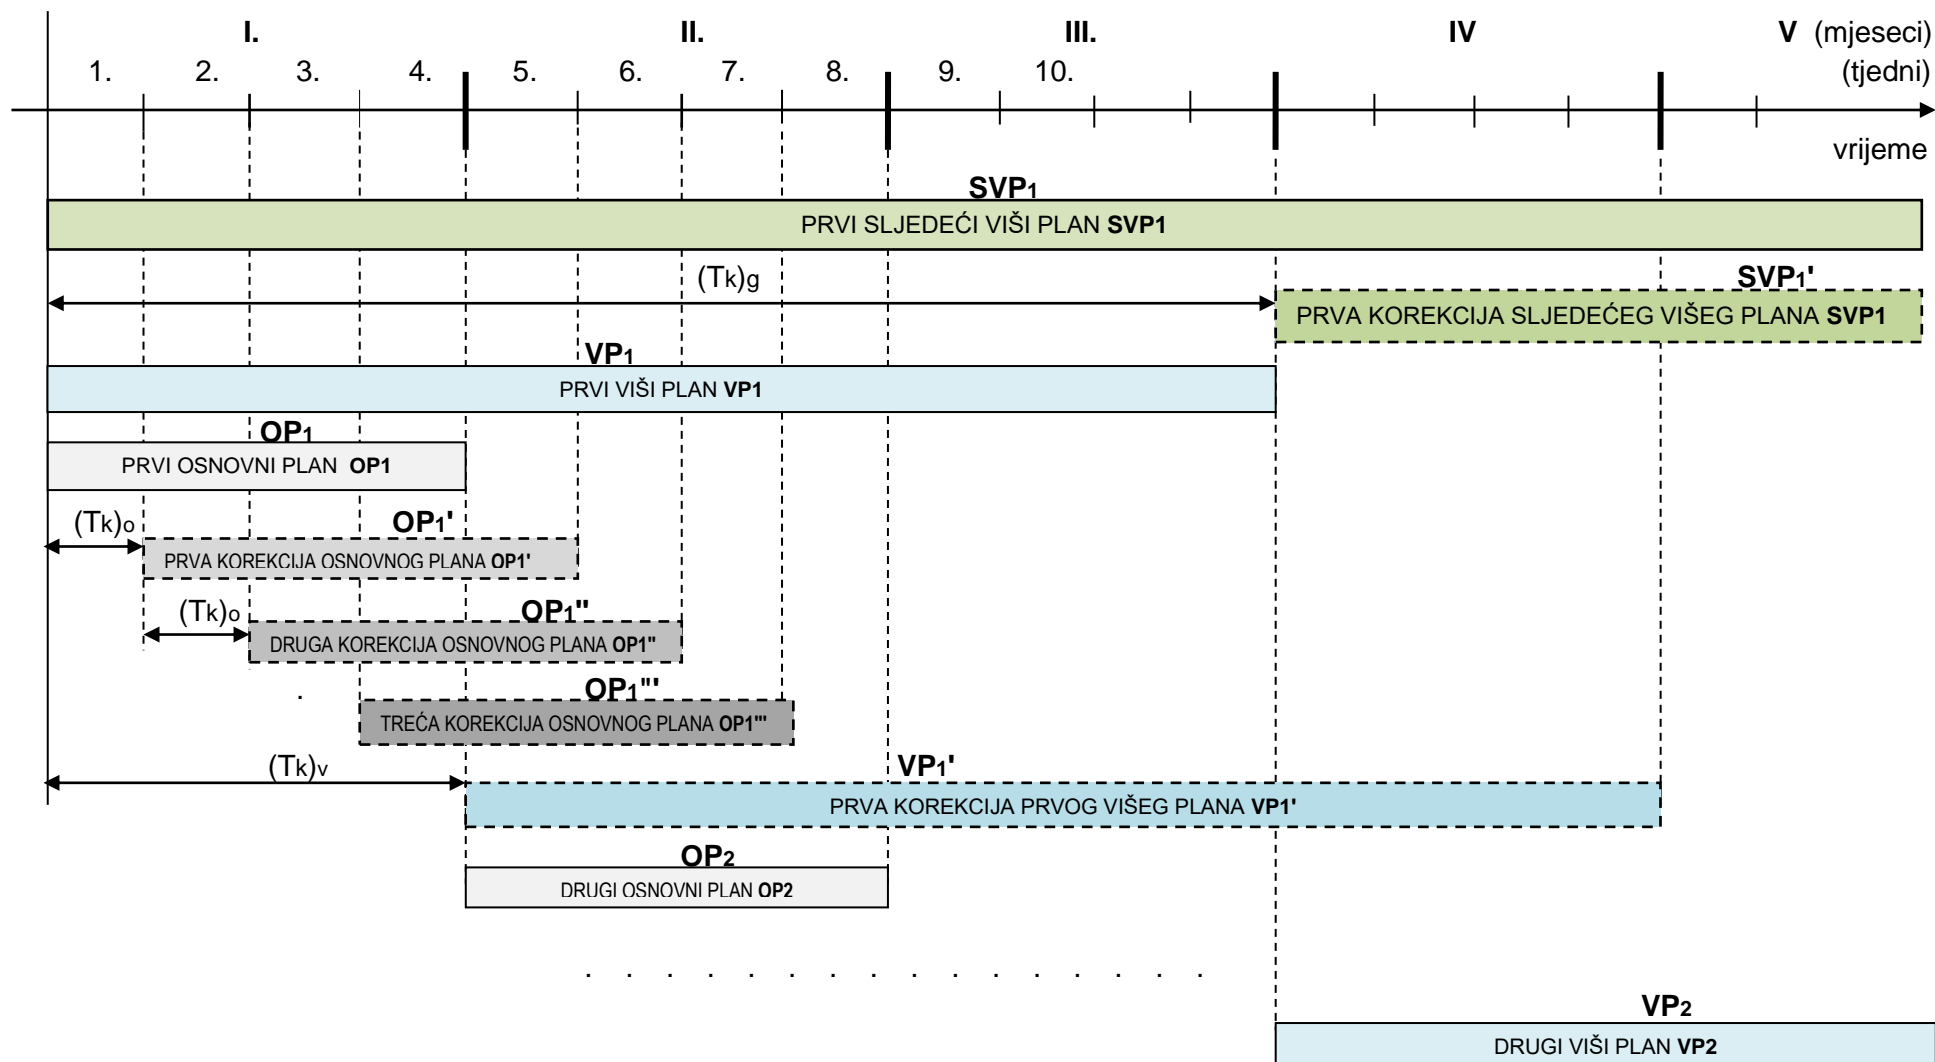 I. II. III. IV V (mjeseci)
1. 2. 3. 4. 5. 6. 7. 8. 9. 10. (tjedni)
vrijeme
SVP1
PRVI SLJEDEĆI VIŠI PLAN SVP1
(Tk)g
SVP1'
PRVA KOREKCIJA SLJEDEĆEG VIŠEG PLANA SVP1
VP1
PRVI VIŠI PLAN VP1
OP1
PRVI OSNOVNI PLAN OP1
(Tk)o
OP1'
PRVA KOREKCIJA OSNOVNOG PLANA OP1'
(Tk)o
OP1"
DRUGA KOREKCIJA OSNOVNOG PLANA OP1"
.
OP1"'
TREĆA KOREKCIJA OSNOVNOG PLANA OP1"'
(Tk)v
VP1'
PRVA KOREKCIJA PRVOG VIŠEG PLANA VP1'
OP2
DRUGI OSNOVNI PLAN OP2
. . . . . . . . . . . . . . . .
VP2
DRUGI VIŠI PLAN VP2